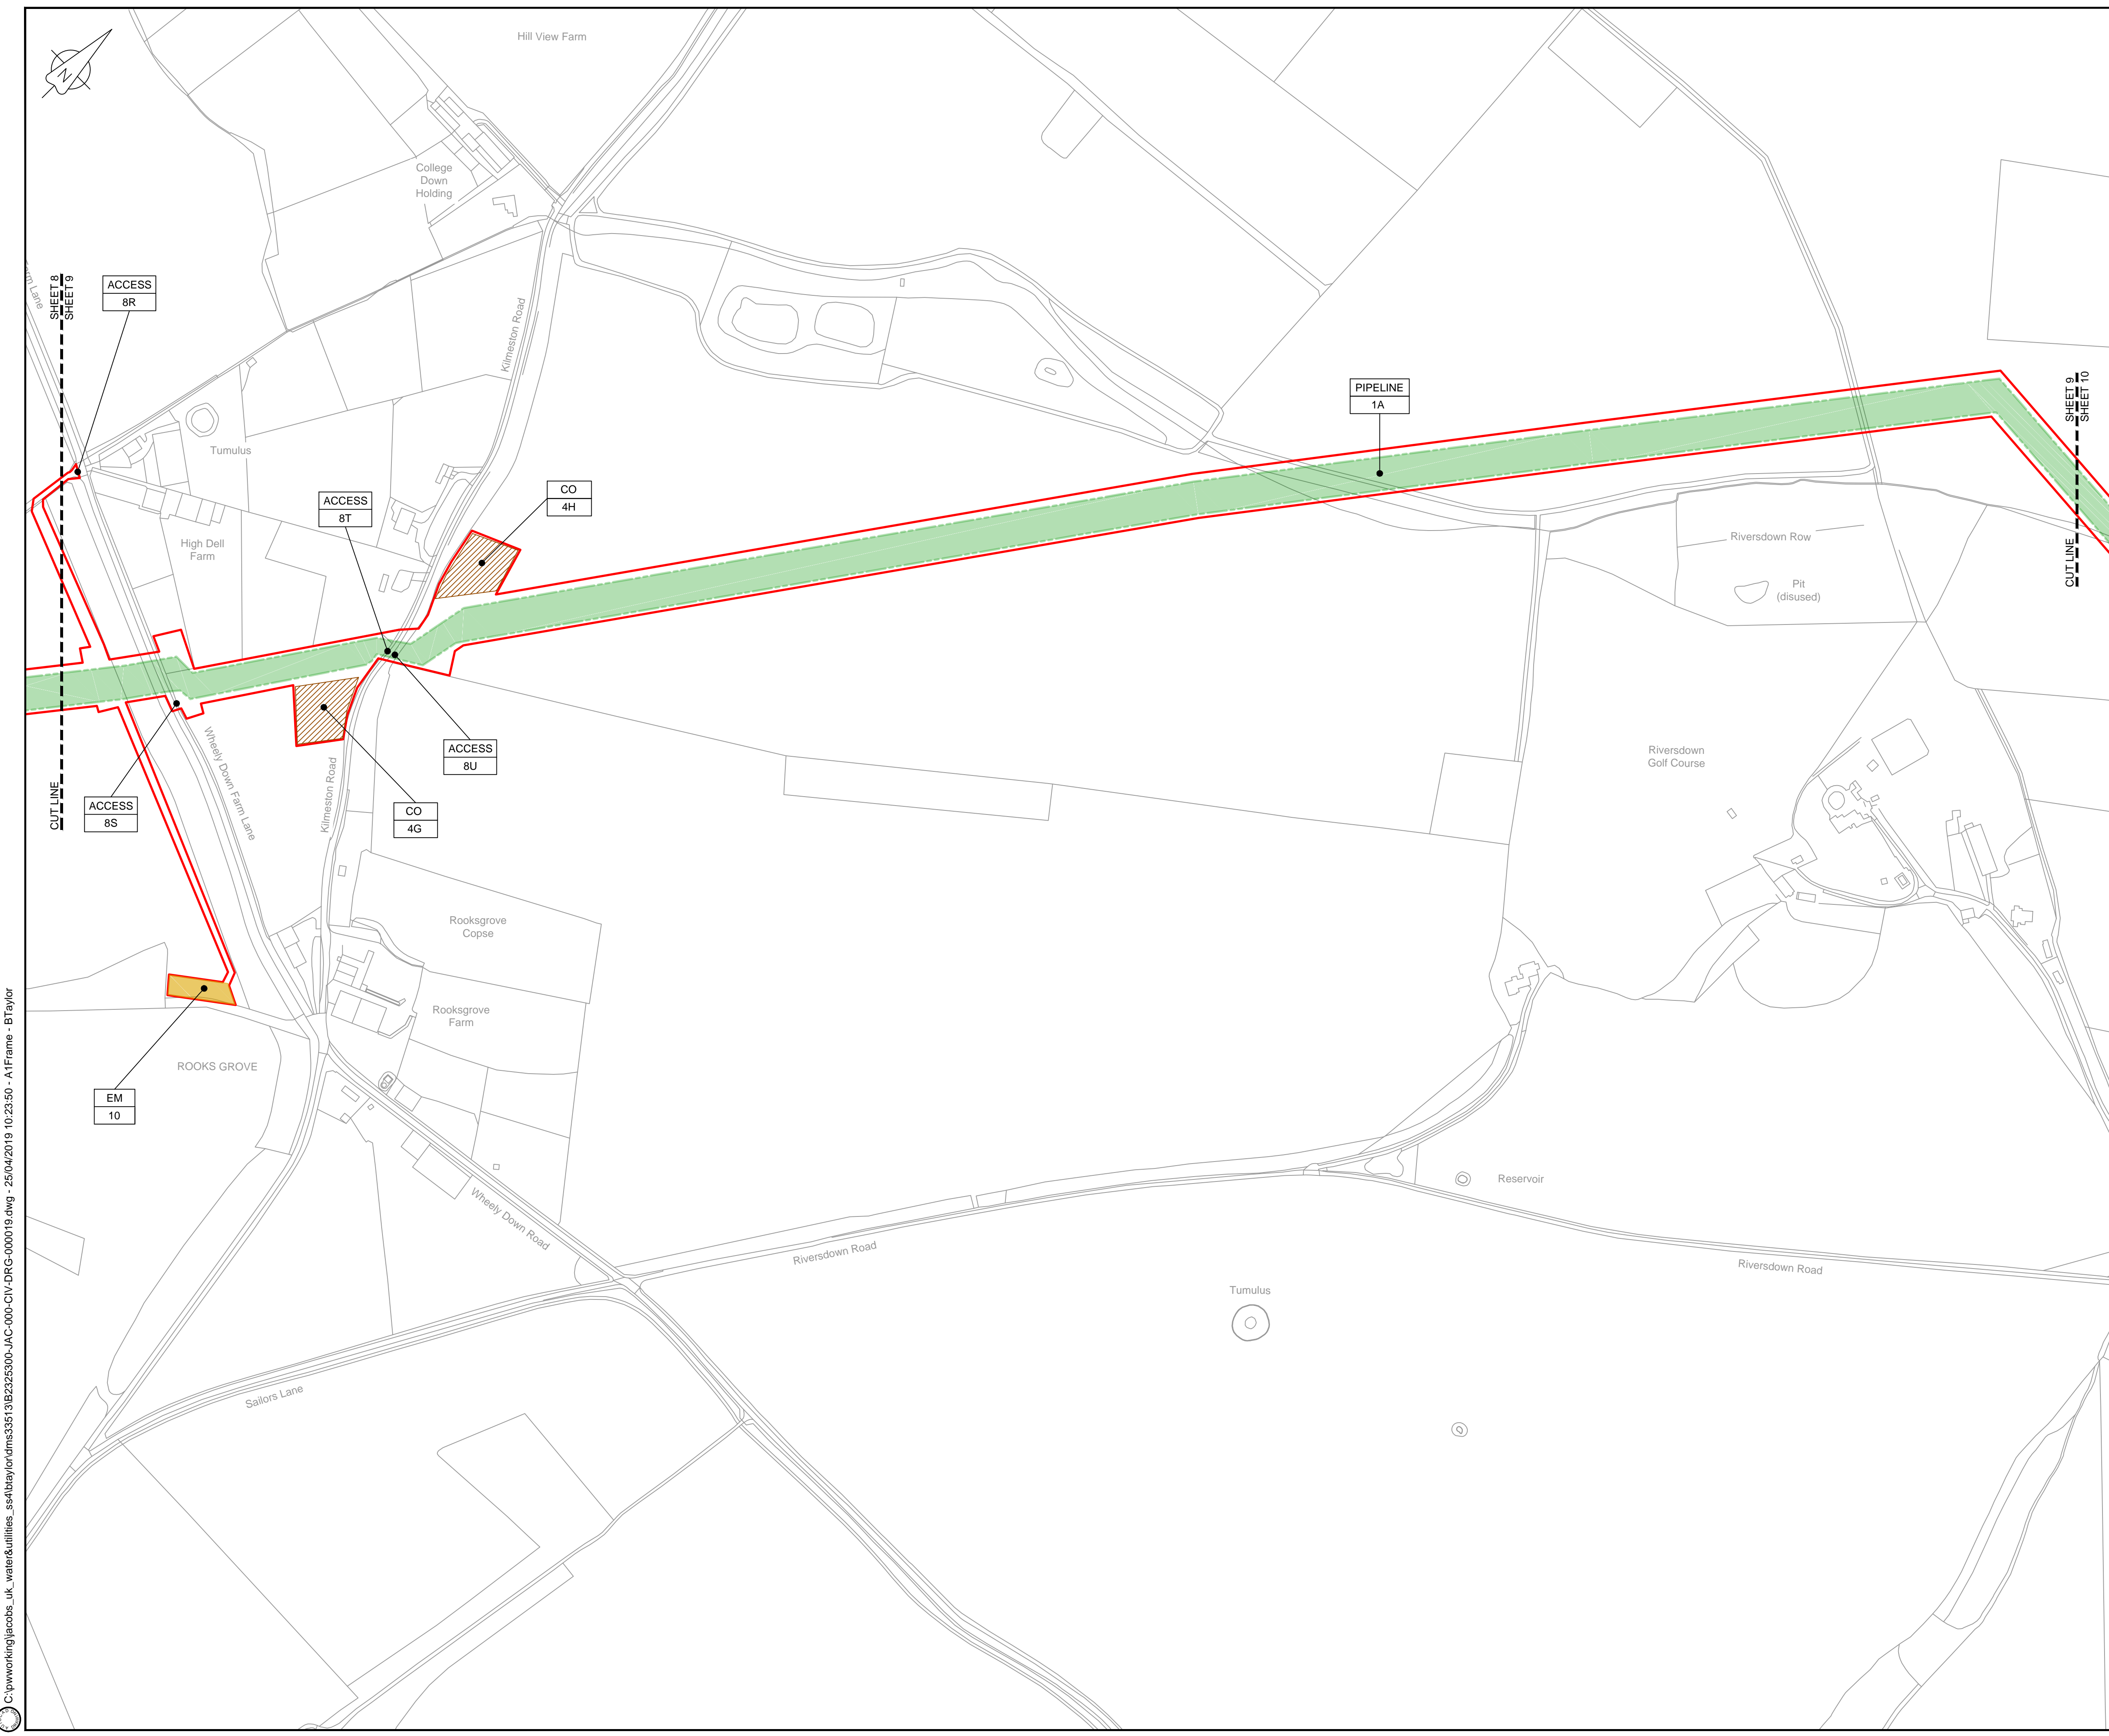 Hill View Farm
N
College
Down
Holding
SHEET 8
SHEET 9
ACCESS
8R
Kilmeston Road
Tumulus
PIPELINE
1A
SHEET 9
SHEET 10
CUT LINE
ACCESS
8T
CO
4H
High Dell
Farm
Riversdown Row
Pit
(disused)
Wheely Down Farm Lane
Kilmeston Road
ACCESS
8U
CUT LINE
ACCESS
8S
CO
4G
Riversdown
Golf Course
Rooksgrove
Copse
Rooksgrove
Farm
ROOKS GROVE
EM
10
Wheely Down Road
Reservoir
Riversdown Road
Riversdown Road
Tumulus
Sailors Lane
C:\pwworking\jacobs_uk_water&utilities_ss4\btaylor\dms33513\B2325300-JAC-000-CIV-DRG-000019.dwg - 25/04/2019 10:23:50 - A1Frame - BTaylor